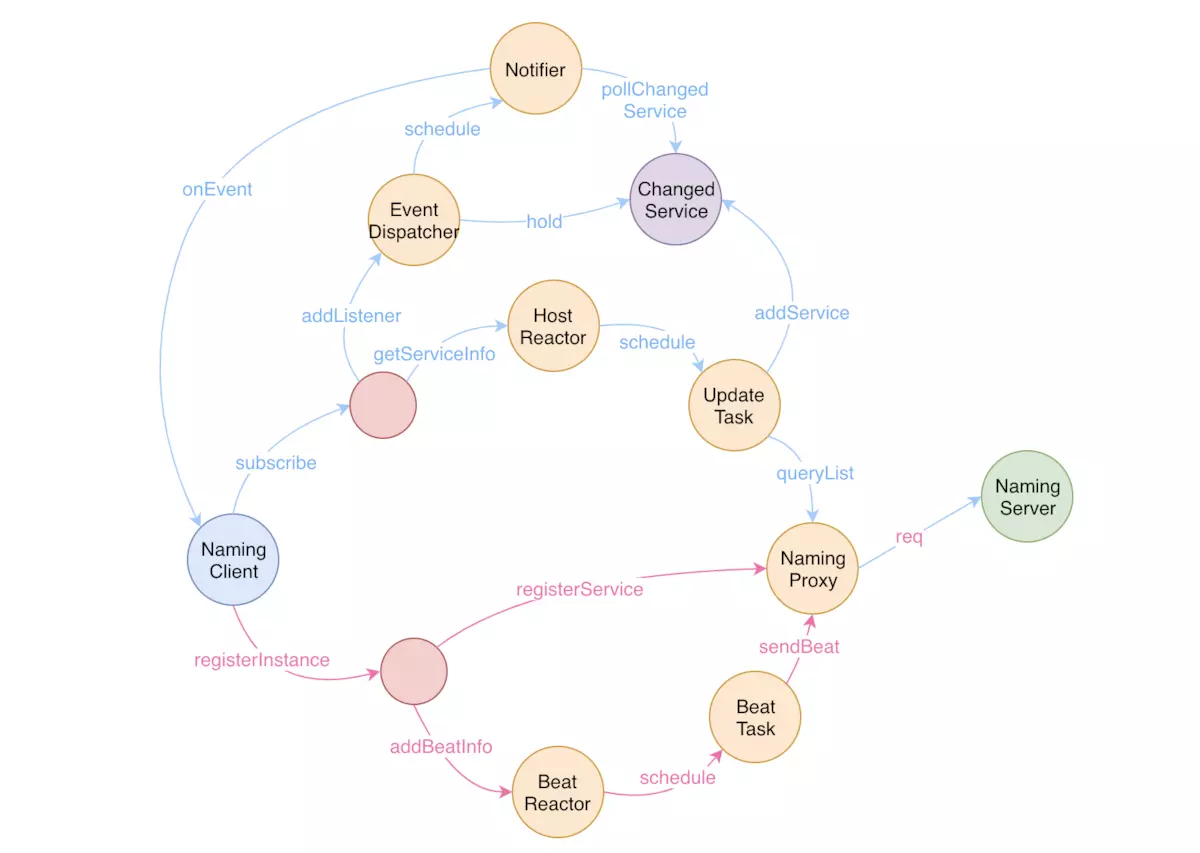 Notifier
pollChanged
Service
schedule
onEvent
Changed
Service
Event
Dispatcher
hold
addListener
Host
Reactor
addService
schedule
getServiceInfo
Update
Task
subscribe
queryList
Naming
Server
req
Naming
Client
Naming
Proxy
registerService
sendBeat
registerInstance
Beat
Task
addBeatInfo
schedule
Beat
Reactor